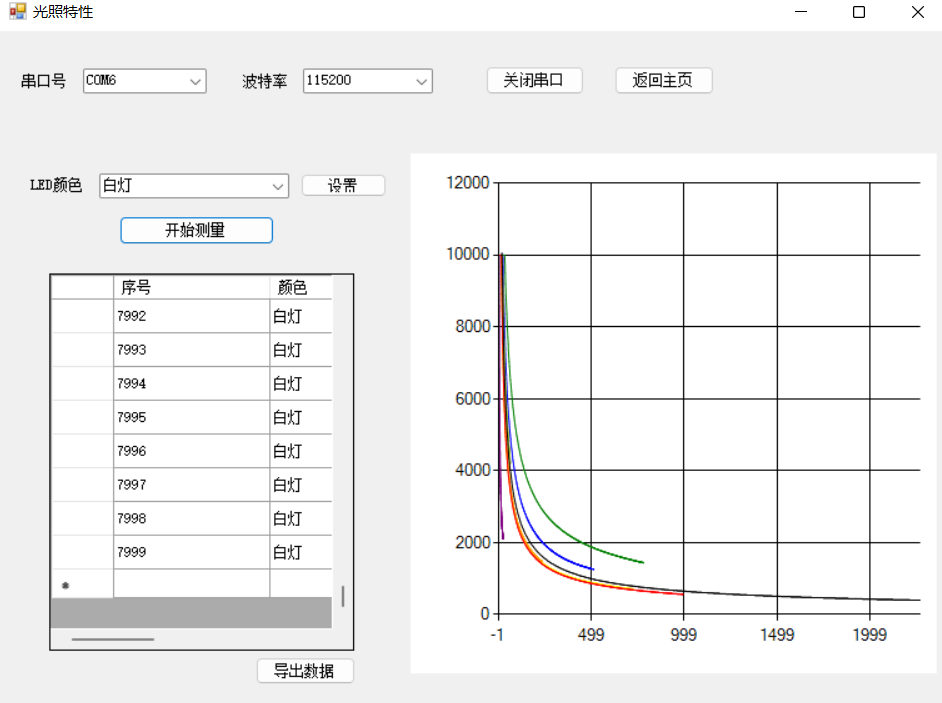 光照特性
串口号 COM6 波特率 115200 关闭串口 返回主页
LED颜色 白灯 设置
开始测量
序号 颜色
7992 白灯
7993 白灯
7994 白灯
7995 白灯
7996 白灯
7997 白灯
7998 白灯
7999 白灯
导出数据
12000
10000
8000
6000
4000
2000
0
-1 499 999 1499 1999